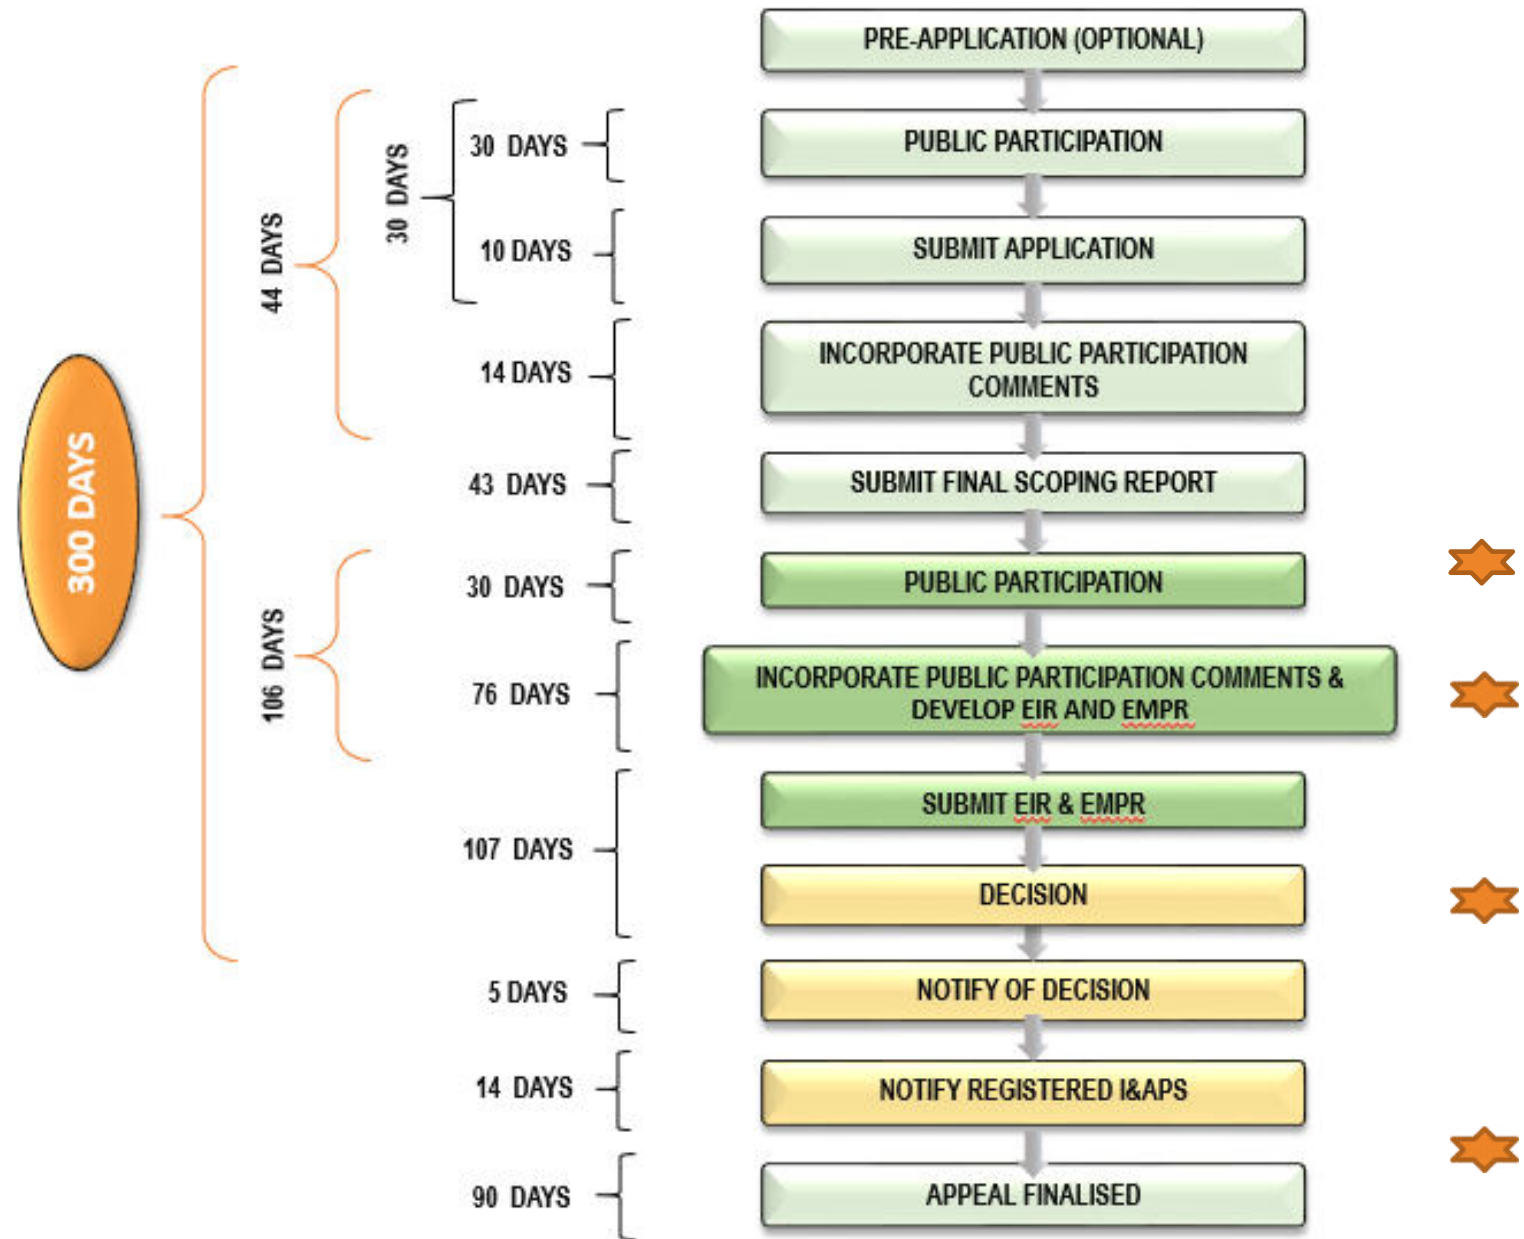 PRE-APPLICATION (OPTIONAL)
30 DAYS
PUBLIC PARTICIPATION
30 DAYS
10 DAYS
SUBMIT APPLICATION
44 DAYS
14 DAYS
INCORPORATE PUBLIC PARTICIPATION
COMMENTS
43 DAYS
SUBMIT FINAL SCOPING REPORT
300 DAYS
30 DAYS
PUBLIC PARTICIPATION
106 DAYS
76 DAYS
INCORPORATE PUBLIC PARTICIPATION COMMENTS &
DEVELOP EIR AND EMPR
SUBMIT EIR & EMPR
107 DAYS
DECISION
5 DAYS
NOTIFY OF DECISION
14 DAYS
NOTIFY REGISTERED I&APS
90 DAYS
APPEAL FINALISED